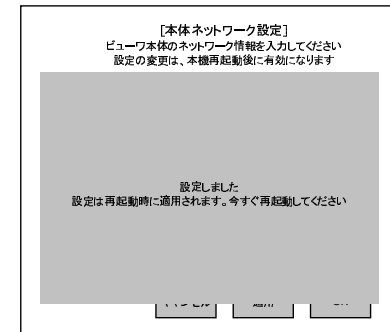 [本体ネットワーク設定]
ビューワ本体のネットワーク情報を入力してください
設定の変更は、本機再起動後に有効になります
設定しました
設定は再起動時に適用されます。今すぐ再起動してください